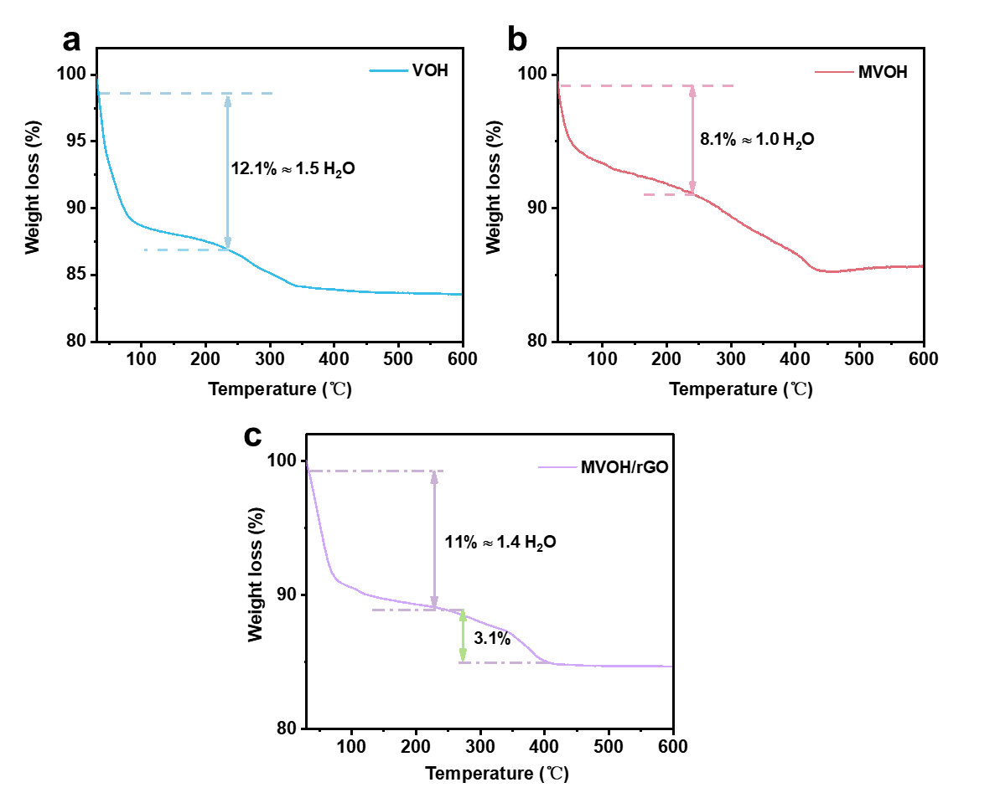 a
VOH
100
95
90
85
80
12.1% ≈ 1.5 H₂O
100 200 300 400 500 600
Temperature (℃)
Weight loss (%)
b
MVOH
100
90
80
8.1% ≈ 1.0 H₂O
100 200 300 400 500 600
Temperature (℃)
Weight loss (%)
c
MVOH/rGO
100
90
80
11% ≈ 1.4 H₂O
3.1%
100 200 300 400 500 600
Temperature (℃)
Weight loss (%)